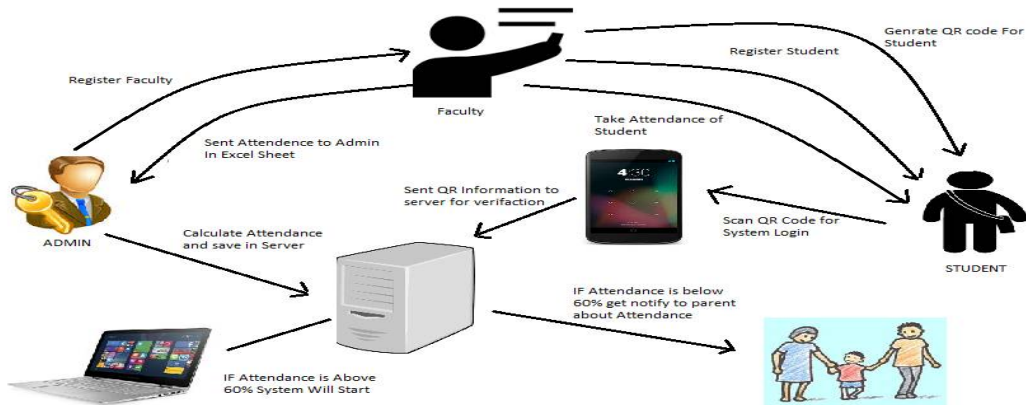 Genrate QR code For
Student
Register Student
Register Faculty
Faculty
Take Attendance of
Student
Sent Attendence to Admin
In Excel Sheet
4:30
Sent QR Information to
server for verifaction
Scan QR Code for
System Login
ADMIN
Calculate Attendance
and save in Server
STUDENT
IF Attendance is below
60% get notify to parent
about Attendance
IF Attendance is Above
60% System Will Start